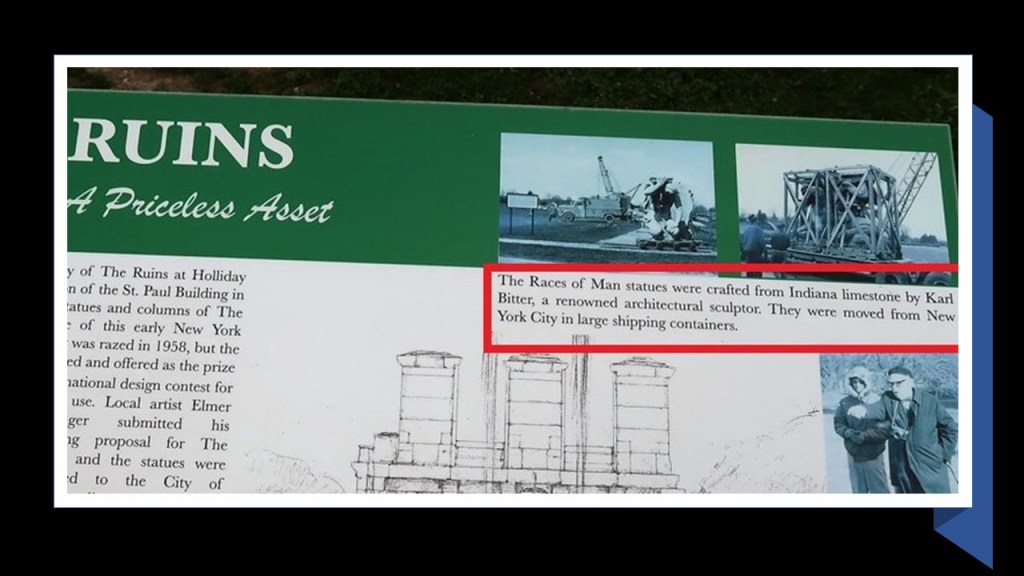 RUINS
A Priceless Asset
of The Ruins at Holliday
of the St. Paul Building in
and columns of The
of this early New York
was razed in 1958, but the
and offered as the prize
design contest for
use. Local artist Elmer
submitted his
proposal for The
and the statues were
to the City of
The Races of Man statues were crafted from Indiana limestone by Karl
Bitter, a renowned architectural sculptor. They were moved from New
York City in large shipping containers.